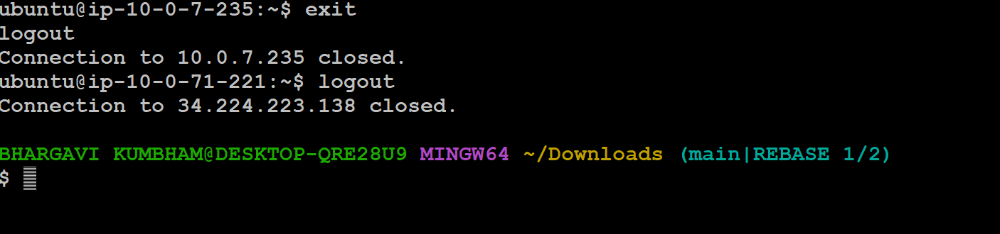 ubuntu@ip-10-0-7-235:~$ exit
logout
Connection to 10.0.7.235 closed.
ubuntu@ip-10-0-71-221:~$ logout
Connection to 34.224.223.138 closed.
BHARGAVI KUMBHAM@DESKTOP-QRE28U9 MINGW64 ~/Downloads (main|REBASE 1/2)
$